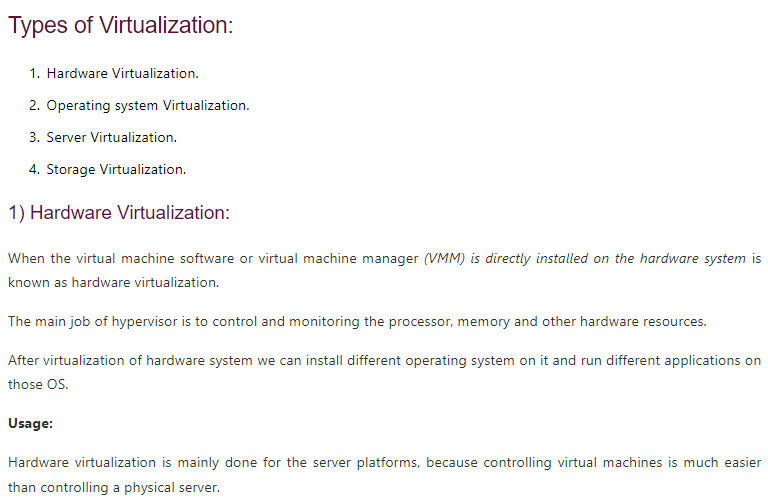 Types of Virtualization:
1. Hardware Virtualization.
2. Operating system Virtualization.
3. Server Virtualization.
4. Storage Virtualization.
1) Hardware Virtualization:
When the virtual machine software or virtual machine manager (VMM) is directly installed on the hardware system is
known as hardware virtualization.
The main job of hypervisor is to control and monitoring the processor, memory and other hardware resources.
After virtualization of hardware system we can install different operating system on it and run different applications on
those OS.
Usage:
Hardware virtualization is mainly done for the server platforms, because controlling virtual machines is much easier
than controlling a physical server.